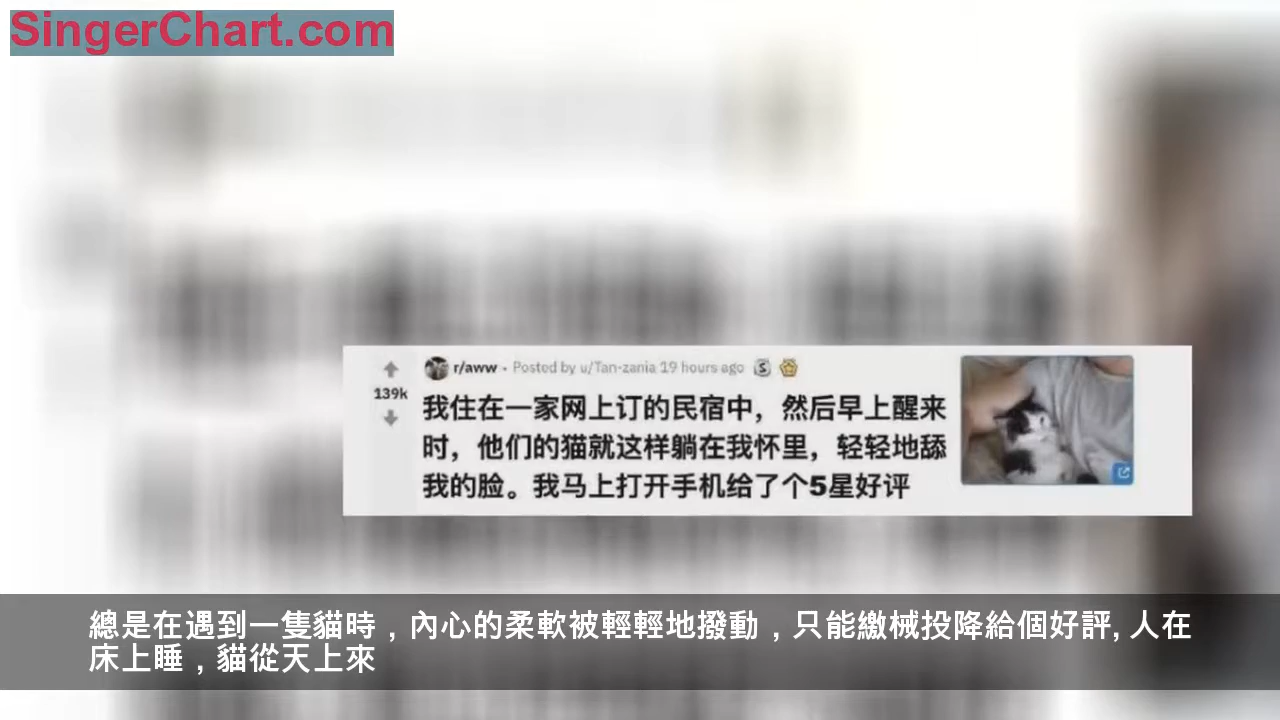 SingerChart.com
r/aww • Posted by u/Tan-zania 19 hours ago
139k
我住在一家网上订的民宿中，然后早上醒来
时，他们的猫就这样躺在我怀里，轻轻地舔
我的脸。我马上打开手机给了个5星好评
總是在遇到一隻貓時，內心的柔軟被輕輕地撥動，只能繳械投降給個好評, 人在
床上睡，貓從天上來